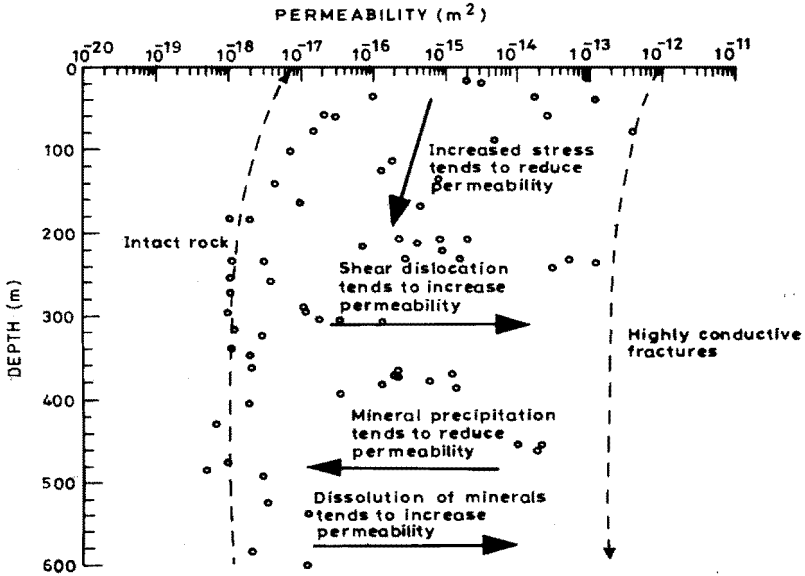 PERMEABILITY (m²)
10⁻²⁰ 10⁻¹⁹ 10⁻¹⁸ 10⁻¹⁷ 10⁻¹⁶ 10⁻¹⁵ 10⁻¹⁴ 10⁻¹³ 10⁻¹² 10⁻¹¹
0
100
200
300
400
500
600
DEPTH (m)
Increased stress
tends to reduce
permeability
Intact rock
Shear dislocation
tends to increase
permeability
Highly conductive
fractures
Mineral precipitation
tends to reduce
permeability
Dissolution of minerals
tends to increase
permeability